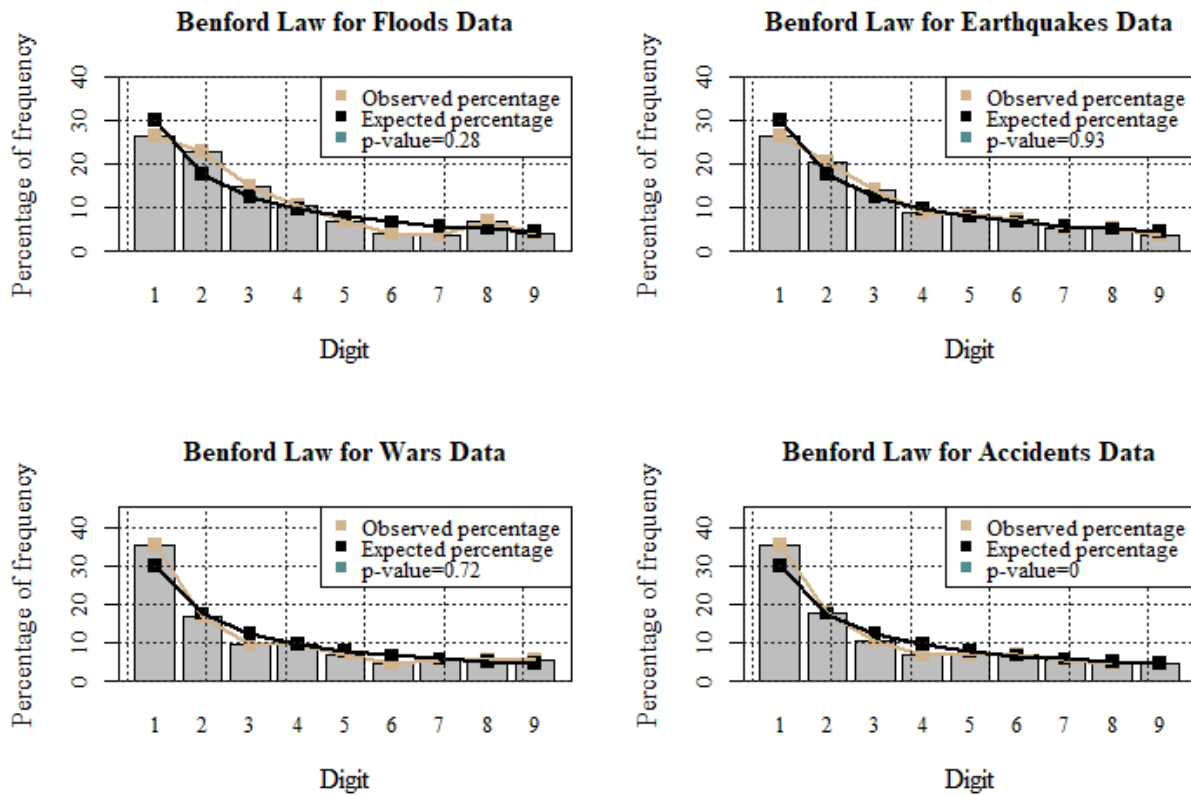 Benford Law for Floods Data
Percentage of frequency
40
30
20
10
0
Observed percentage
Expected percentage
p-value=0.28
1 2 3 4 5 6 7 8 9
Digit
Benford Law for Earthquakes Data
Percentage of frequency
40
30
20
10
0
Observed percentage
Expected percentage
p-value=0.93
1 2 3 4 5 6 7 8 9
Digit
Benford Law for Wars Data
Percentage of frequency
40
30
20
10
0
Observed percentage
Expected percentage
p-value=0.72
1 2 3 4 5 6 7 8 9
Digit
Benford Law for Accidents Data
Percentage of frequency
40
30
20
10
0
Observed percentage
Expected percentage
p-value=0
1 2 3 4 5 6 7 8 9
Digit